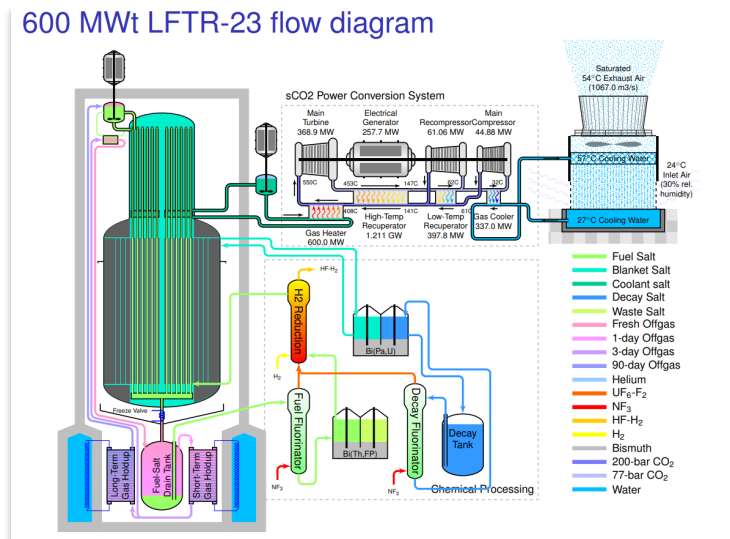 600 MWt LFTR-23 flow diagram
Saturated
54°C Exhaust Air
(1067.0 m3/s)
sCO2 Power Conversion System
Main
Turbine
368.9 MW
Electrical
Generator
257.7 MW
Recompressor
61.06 MW
Main
Compressor
44.88 MW
57°C Cooling Water
24°C
Inlet Air
(30% rel.
humidity)
27°C Cooling Water
550C
453C
147C
62C
32C
408C
141C
61C
Gas Heater
600.0 MW
High-Temp
Recuperator
1.211 GW
Low-Temp
Recuperator
397.8 MW
Gas Cooler
337.0 MW
HF-H₂
H2 Reduction
H₂
Bi(Pa,U)
Fuel Fluorinator
NF₃
Bi(Th,FP)
Decay Fluorinator
NF₃
Decay
Tank
Chemical Processing
Freeze Valve
Long-Term
Gas Holdup
Fuel-Salt
Drain Tank
Short-Term
Gas Holdup
Fuel Salt
Blanket Salt
Coolant salt
Decay Salt
Waste Salt
Fresh Offgas
1-day Offgas
3-day Offgas
90-day Offgas
Helium
UF₆-F₂
NF₃
HF-H₂
H₂
Bismuth
200-bar CO₂
77-bar CO₂
Water